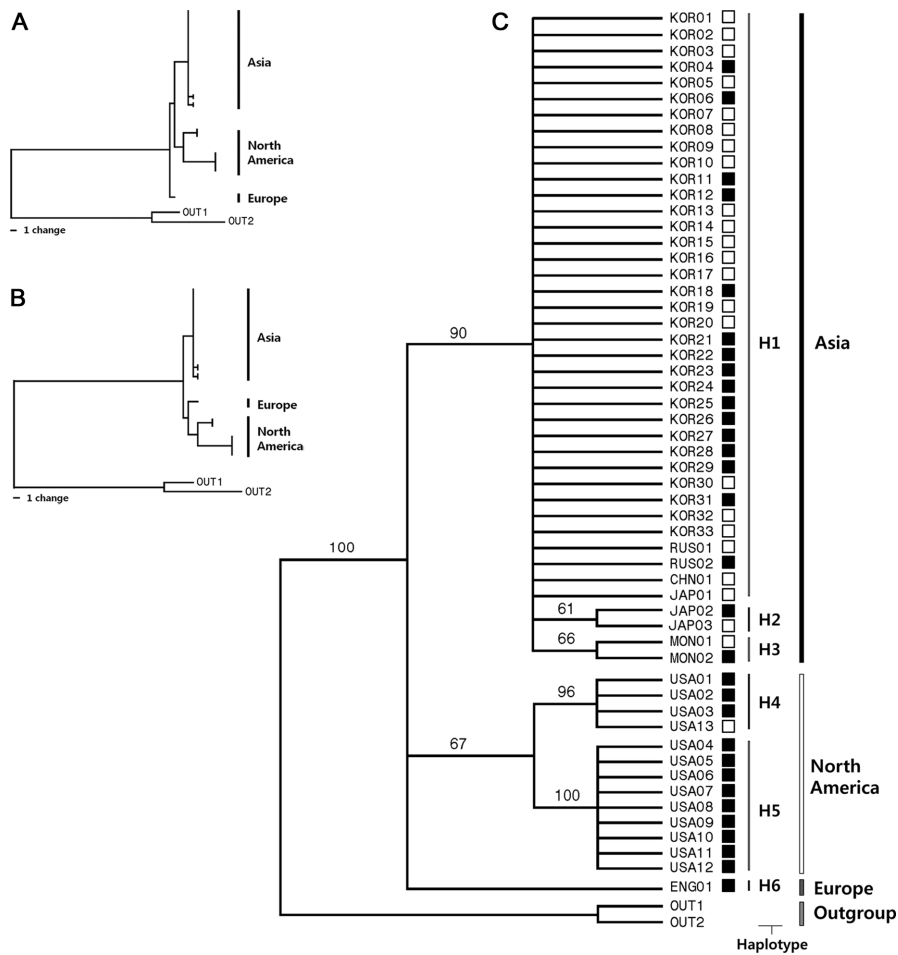 A
Asia
North
America
Europe
OUT1
OUT2
1 change
B
Asia
Europe
North
America
OUT1
OUT2
1 change
C
KOR01
KOR02
KOR03
KOR04
KOR05
KOR06
KOR07
KOR08
KOR09
KOR10
KOR11
KOR12
KOR13
KOR14
KOR15
KOR16
KOR17
KOR18
KOR19
KOR20
KOR21
KOR22
KOR23
KOR24
KOR25
KOR26
KOR27
KOR28
KOR29
KOR30
KOR31
KOR32
KOR33
RUS01
RUS02
CHN01
JAP01
JAP02
JAP03
MON01
MON02
USA01
USA02
USA03
USA13
USA04
USA05
USA06
USA07
USA08
USA09
USA10
USA11
USA12
ENG01
OUT1
OUT2
90
100
61
66
96
67
100
H1
H2
H3
H4
H5
H6
Haplotype
Asia
North
America
Europe
Outgroup